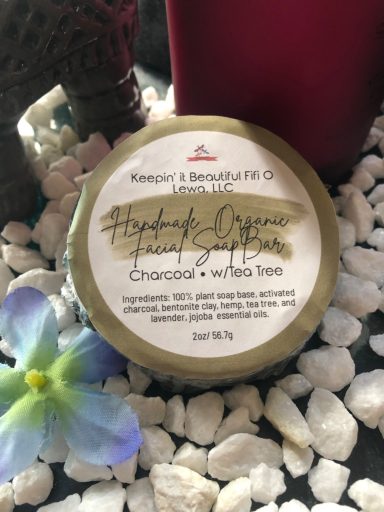 Keepin' it Beautiful Fifi O
Lewa, LLC
Handmade Organic
Facial Soap Bar
Charcoal • w/Tea Tree
Ingredients: 100% plant soap base, activated
charcoal, bentonite clay, hemp, tea tree, and
lavender, jojoba essential oils.
2oz/ 56.7g